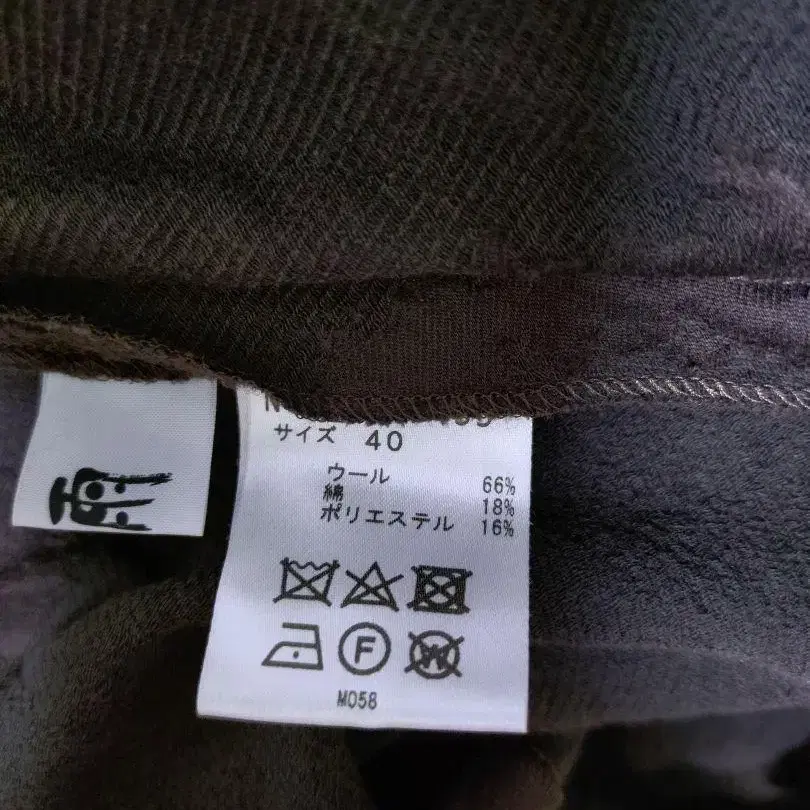 サイズ 40
ウール 66%
綿 18%
ポリエステル 16%
F
W
M058